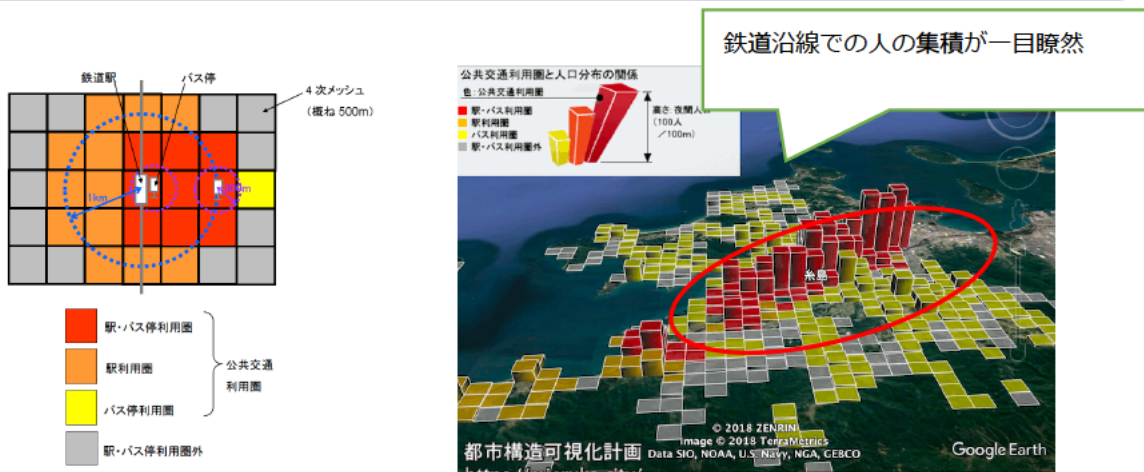 鉄道沿線での人の集積が一目瞭然
鉄道駅
バス停
4次メッシュ
(概ね500m)
1km
300m
駅・バス停利用圏
駅利用圏
バス停利用圏
駅・バス停利用圏外
公共交通
利用圏
公共交通利用圏と人口分布の関係
色:公共交通利用圏
駅・バス利用圏
駅利用圏
バス利用圏
駅・バス利用圏外
高さ:夜間人
(100人
/100m)
糸島
© 2018 ZENRIN
Image © 2018 TerraMetrics
Data SIO, NOAA, U.S. Navy, NGA, GEBCO
都市構造可視化計画
Google Earth